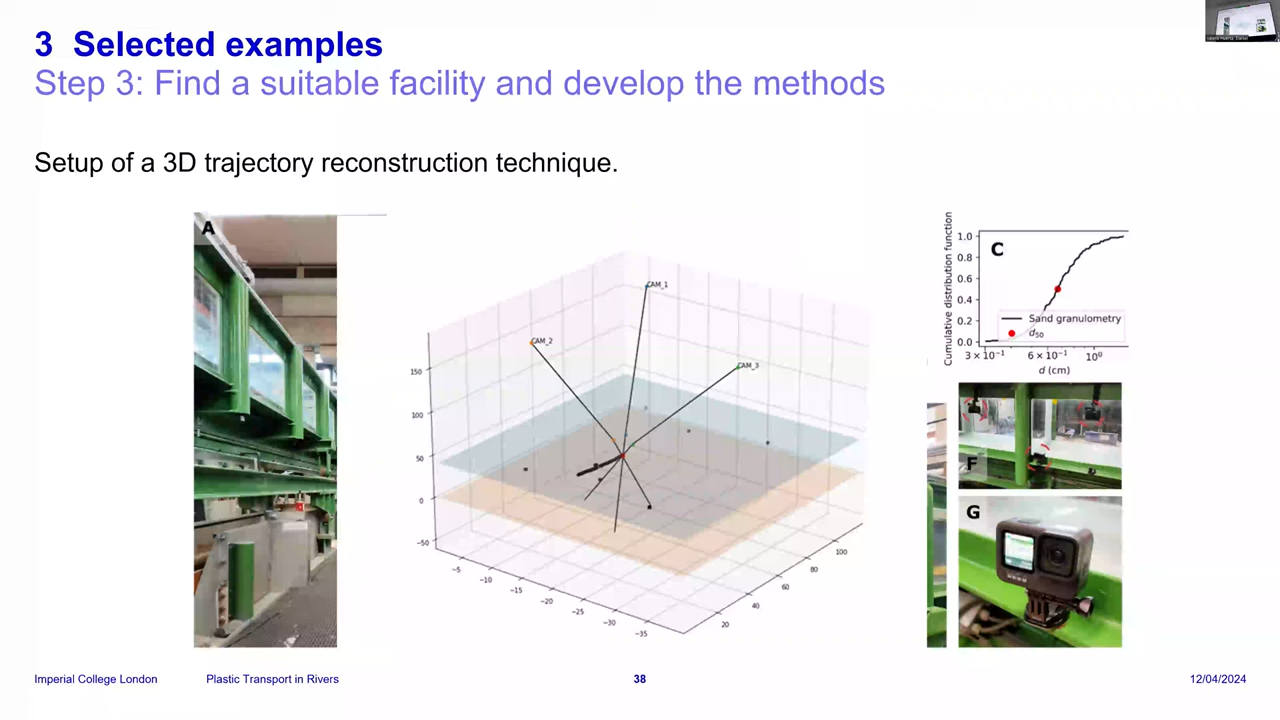 3 Selected examples
Step 3: Find a suitable facility and develop the methods
Setup of a 3D trajectory reconstruction technique.
A
CAM_1
CAM_2
CAM_3
150
100
50
0
−50
−5
−10
−15
−20
−25
−30
−35
20
40
60
80
100
Cumulative distribution function
1.0
0.8
0.6
0.4
0.2
0.0
C
Sand granulometry
d50
3 × 10⁻¹ 6 × 10⁻¹ 10⁰
d (cm)
F
G
Imperial College London Plastic Transport in Rivers 38 12/04/2024